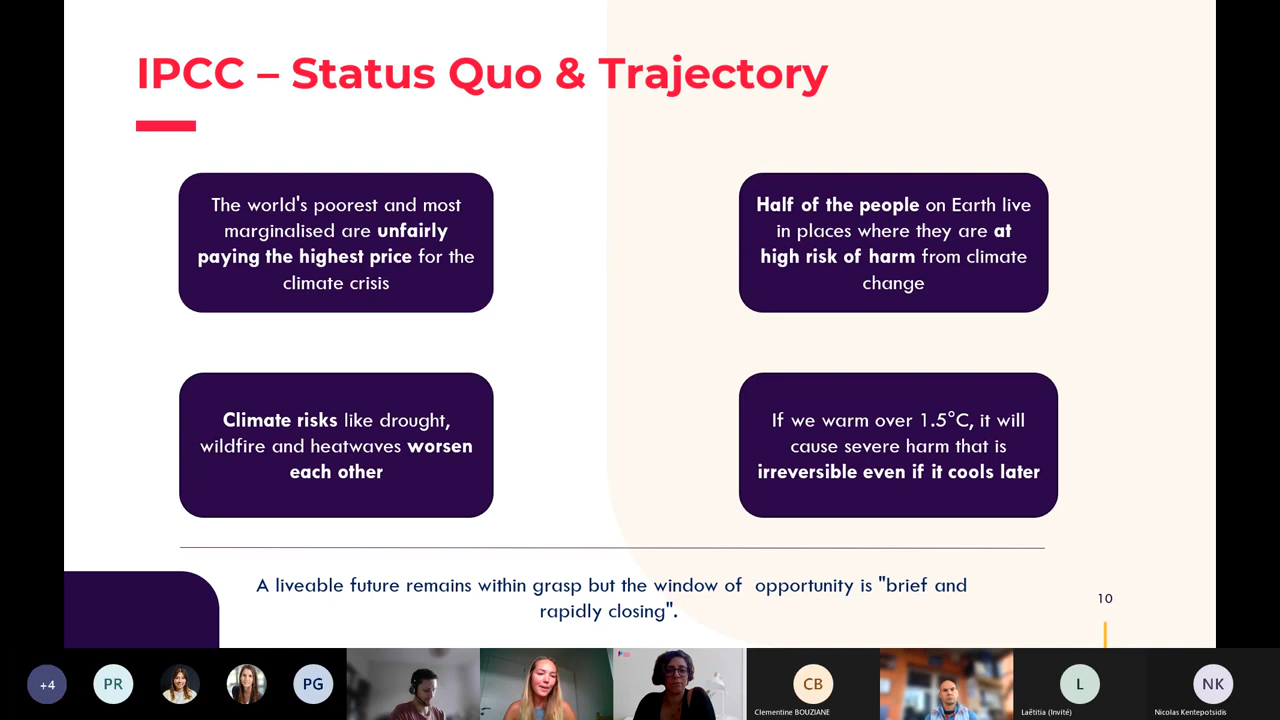 IPCC – Status Quo & Trajectory
The world's poorest and most
marginalised are unfairly
paying the highest price for the
climate crisis
Half of the people on Earth live
in places where they are at
high risk of harm from climate
change
Climate risks like drought,
wildfire and heatwaves worsen
each other
If we warm over 1.5°C, it will
cause severe harm that is
irreversible even if it cools later
A liveable future remains within grasp but the window of  opportunity is "brief and
rapidly closing".
10
+4
PR
PG
CB
Clementine BOUZIANE
L
Laëtitia (Invité)
NK
Nicolas Kentepotsidis